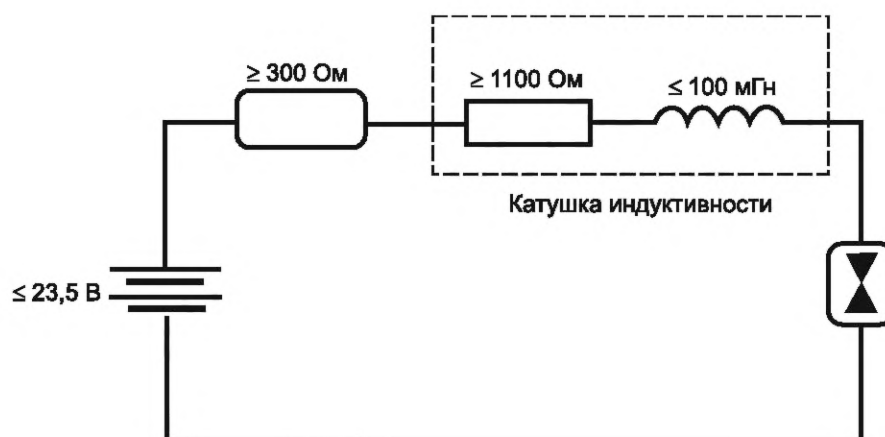 ≥ 300 Ом
≥ 1100 Ом
≤ 100 мГн
Катушка индуктивности
≤ 23,5 В